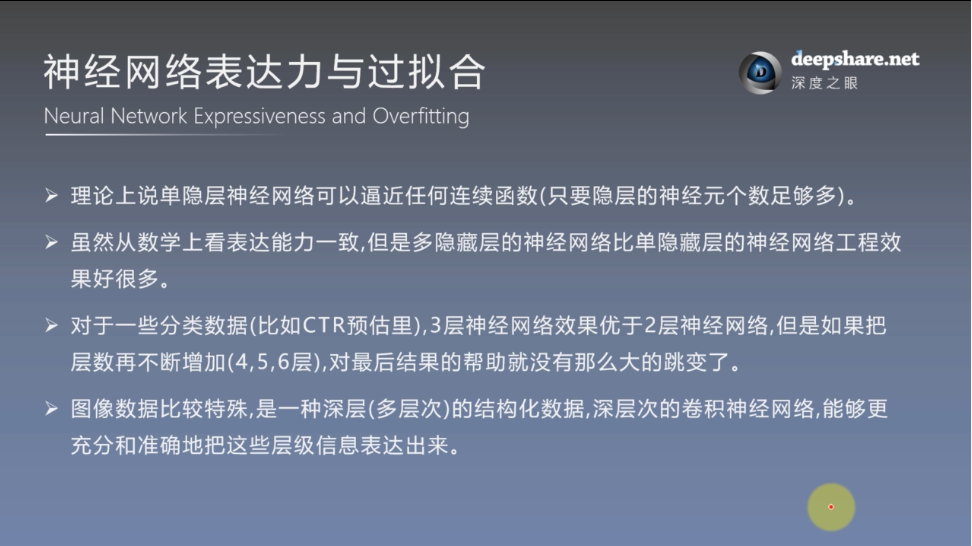 神经网络表达力与过拟合
deepshare.net
深度之眼
Neural Network Expressiveness and Overfitting
➢ 理论上说单隐层神经网络可以逼近任何连续函数(只要隐层的神经元个数足够多)。
➢ 虽然从数学上看表达能力一致,但是多隐藏层的神经网络比单隐藏层的神经网络工程效
果好很多。
➢ 对于一些分类数据(比如CTR预估里),3层神经网络效果优于2层神经网络,但是如果把
层数再不断增加(4,5,6层),对最后结果的帮助就没有那么大的跳变了。
➢ 图像数据比较特殊,是一种深层(多层次)的结构化数据,深层次的卷积神经网络,能够更
充分和准确地把这些层级信息表达出来。